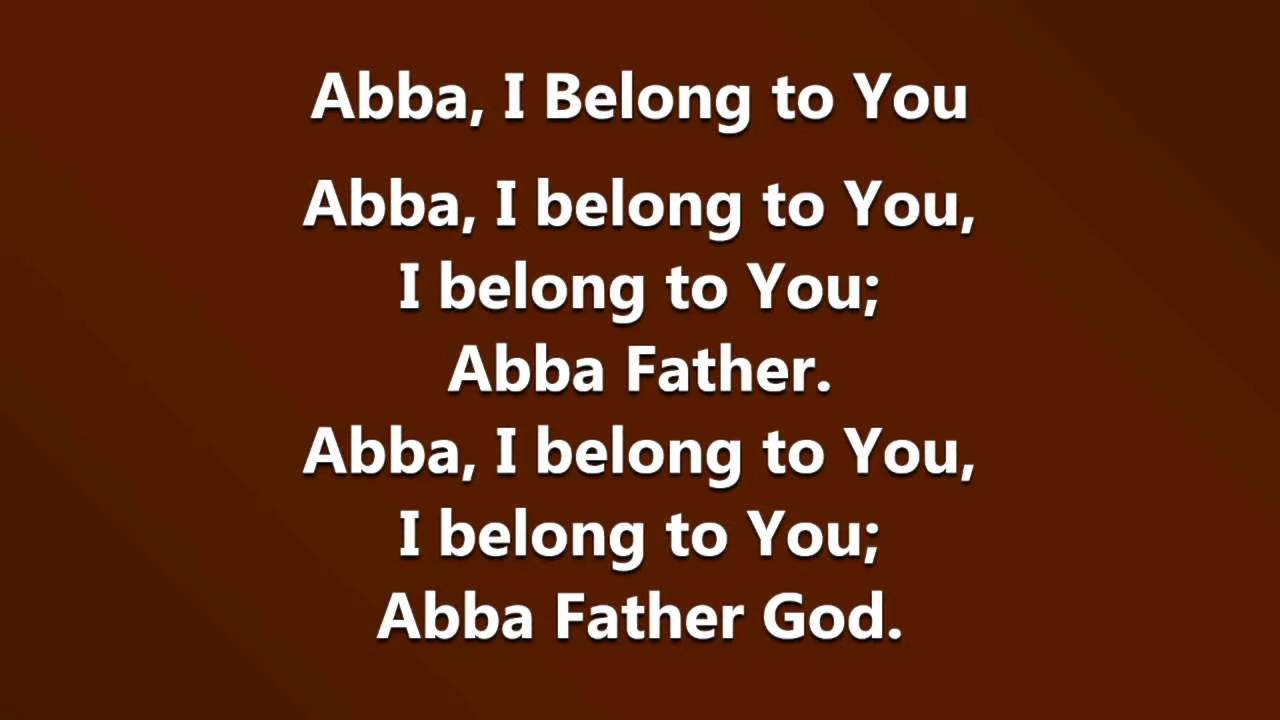 Abba, I Belong to You
Abba, I belong to You,
I belong to You;
Abba Father.
Abba, I belong to You,
I belong to You;
Abba Father God.